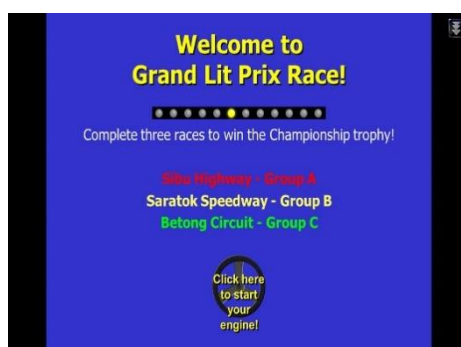 Welcome to
Grand Lit Prix Race!
Complete three races to win the Championship trophy!
Sibu Highway - Group A
Saratok Speedway - Group B
Betong Circuit - Group C
Click here
to start
your
engine!